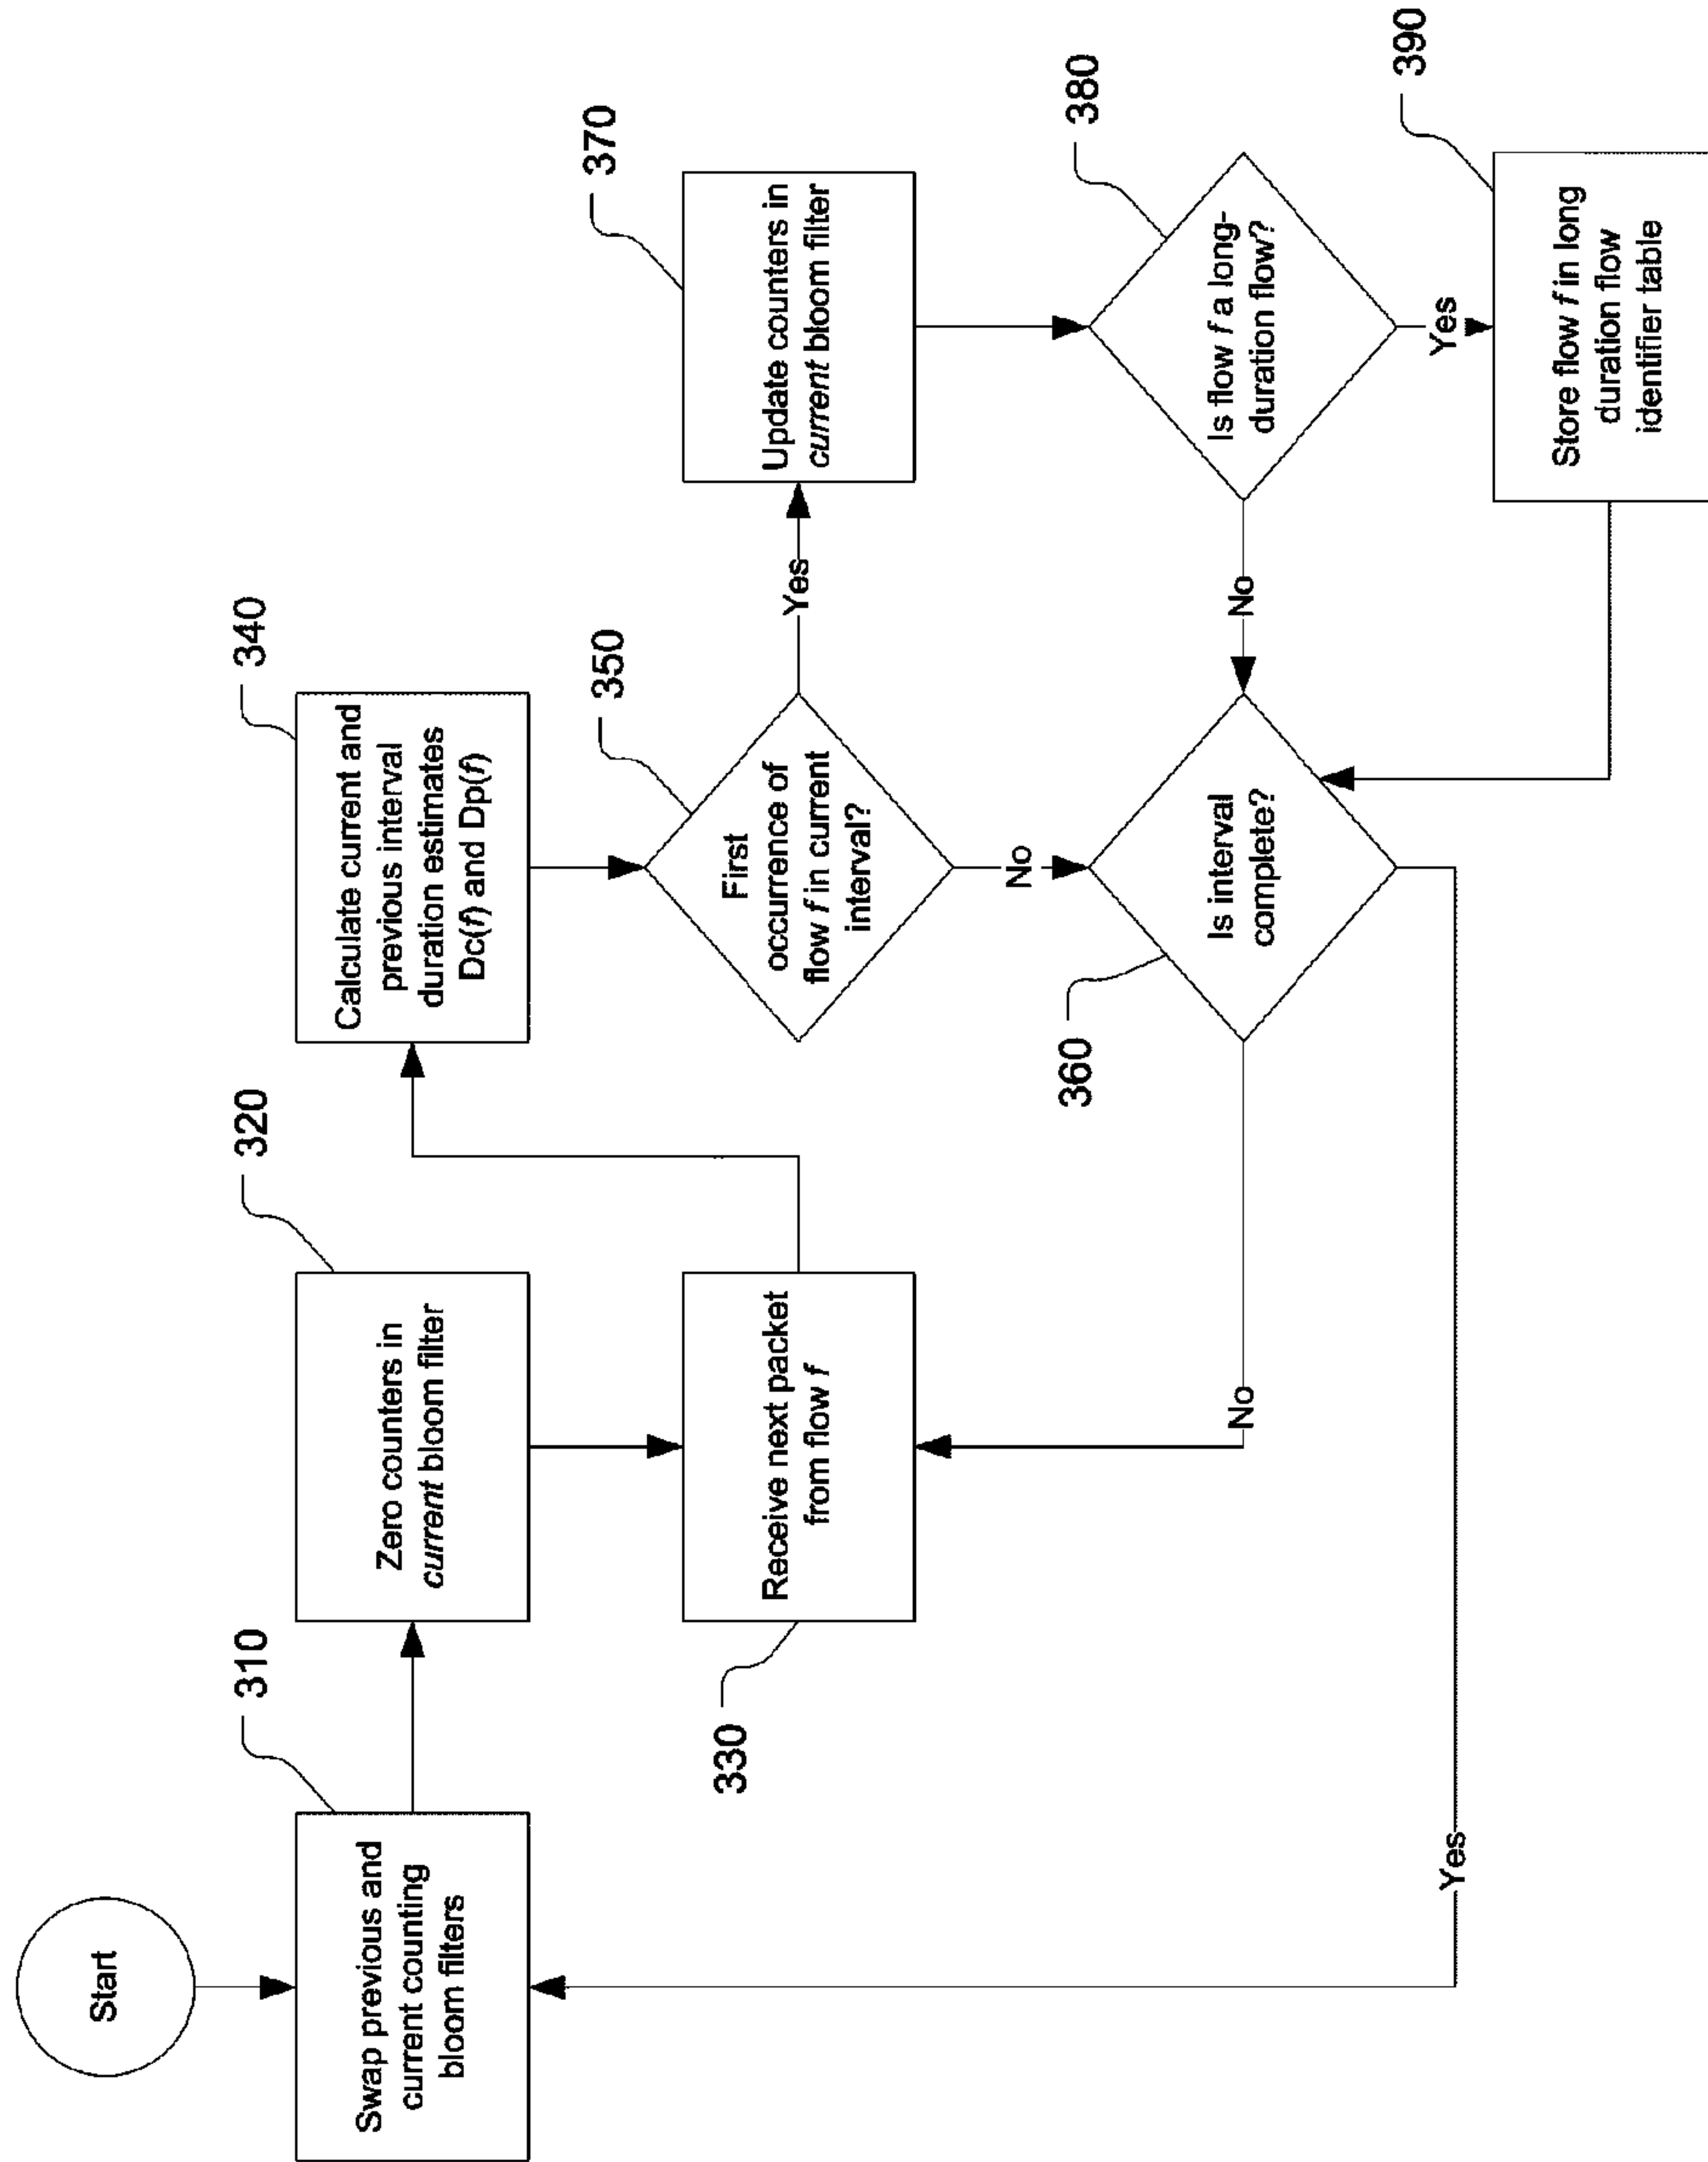 Start
310
Swap previous and
current counting
bloom filters
320
Zero counters in
current bloom filter
330
Receive next packet
from flow f
340
Calculate current and
previous interval
duration estimates
Dc(f) and Dp(f)
350
First
occurrence of
flow f in current
interval?
Yes
No
370
Update counters in
current bloom filter
360
Is interval
complete?
No
Yes
380
Is flow f a long-
duration flow?
No
Yes
390
Store flow f in long
duration flow
identifier table